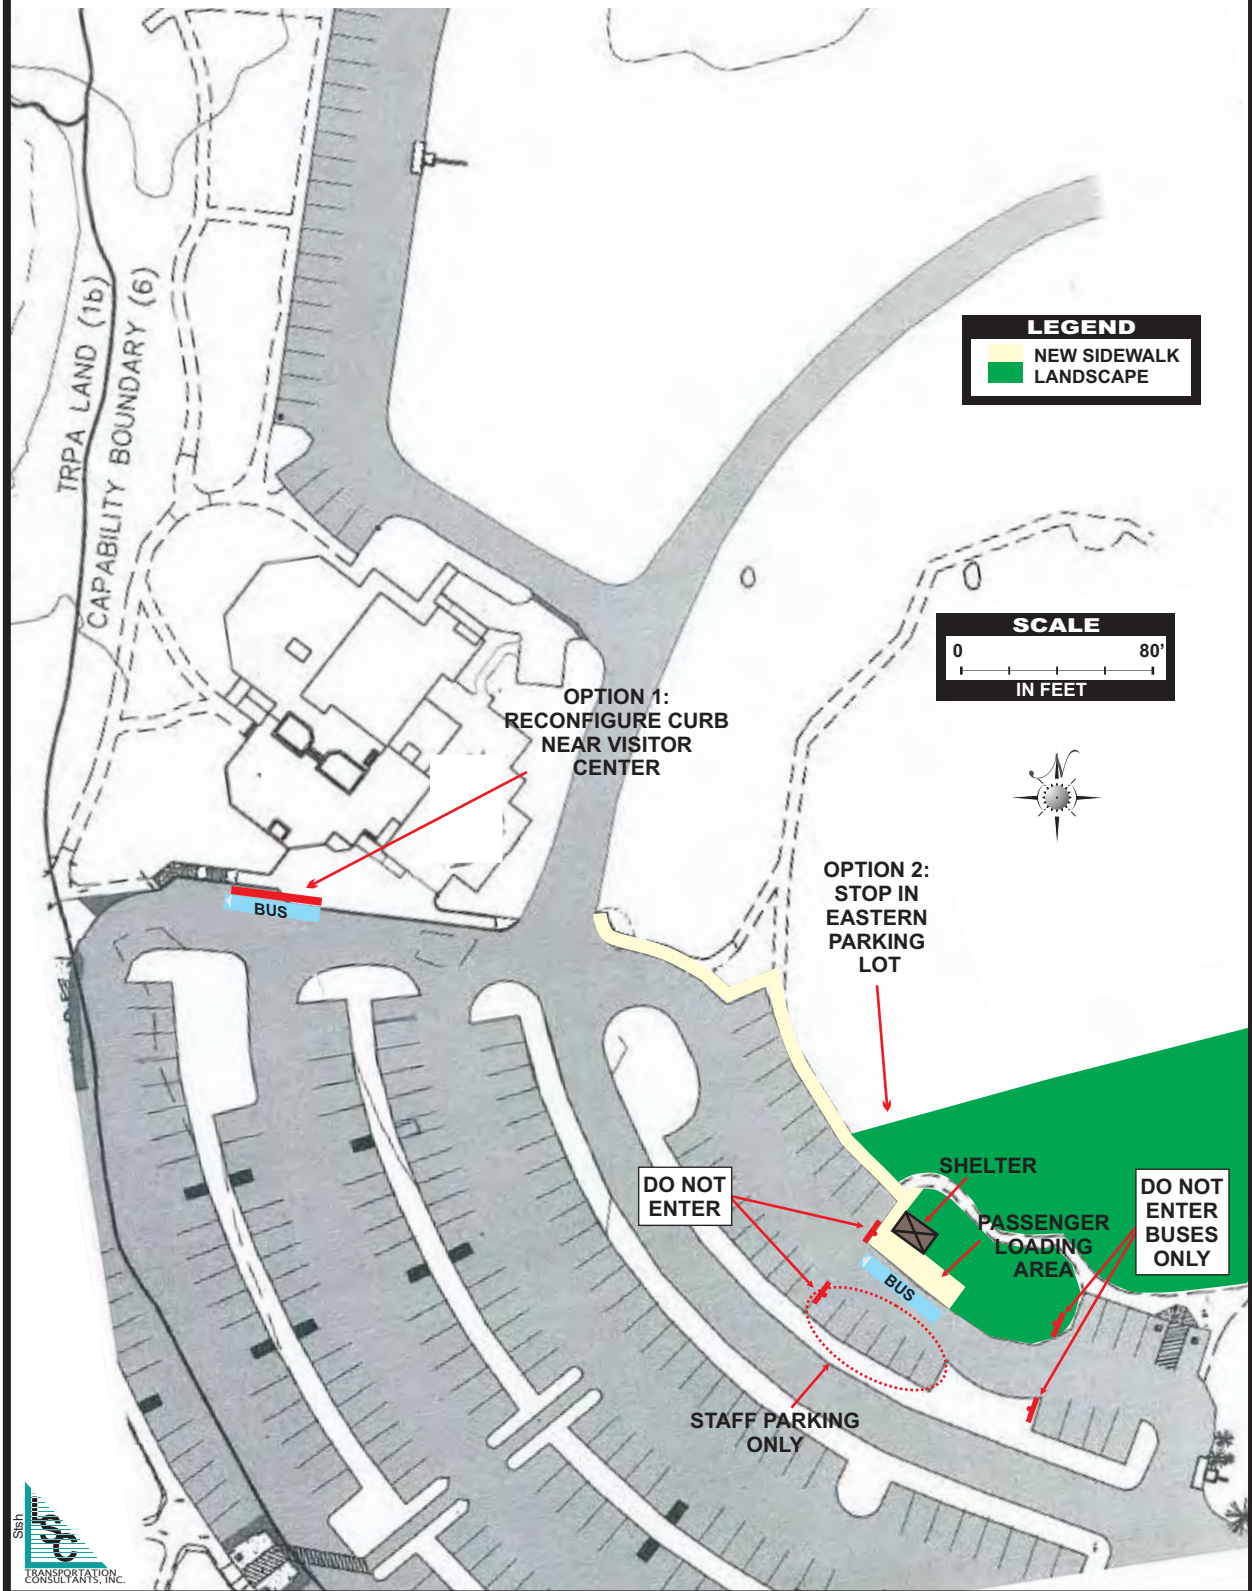 TRPA LAND (1b)
CAPABILITY BOUNDARY (6)
LEGEND
NEW SIDEWALK
LANDSCAPE
SCALE
0 80'
IN FEET
N
OPTION 1:
RECONFIGURE CURB
NEAR VISITOR
CENTER
BUS
OPTION 2:
STOP IN
EASTERN
PARKING
LOT
SHELTER
DO NOT
ENTER
PASSENGER
LOADING
AREA
DO NOT
ENTER
BUSES
ONLY
BUS
STAFF PARKING
ONLY
Stsh
LSC
TRANSPORTATION
CONSULTANTS, INC.